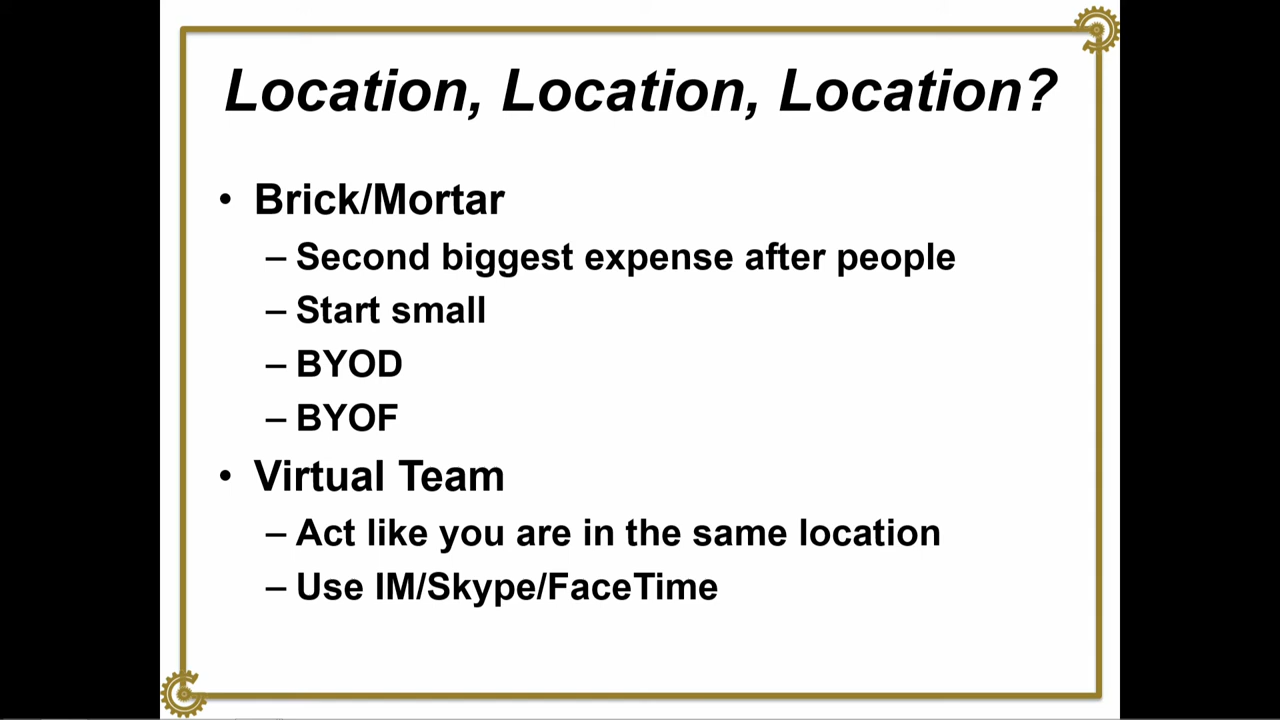 Location, Location, Location?
• Brick/Mortar
– Second biggest expense after people
– Start small
– BYOD
– BYOF
• Virtual Team
– Act like you are in the same location
– Use IM/Skype/FaceTime